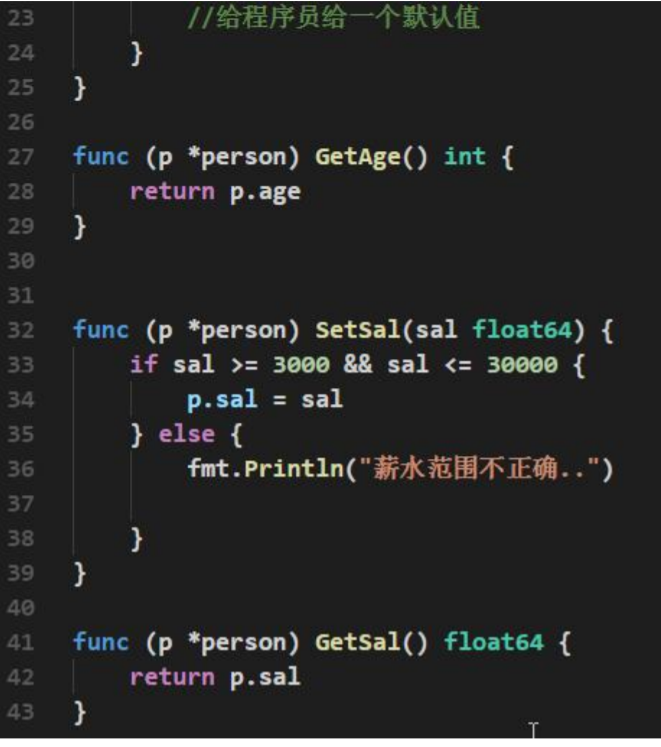 23 //给程序员给一个默认值
24 }
25 }
26
27 func (p *person) GetAge() int {
28 return p.age
29 }
30
31
32 func (p *person) SetSal(sal float64) {
33 if sal >= 3000 && sal <= 30000 {
34 p.sal = sal
35 } else {
36 fmt.Println("薪水范围不正确..")
37
38 }
39 }
40
41 func (p *person) GetSal() float64 {
42 return p.sal
43 }